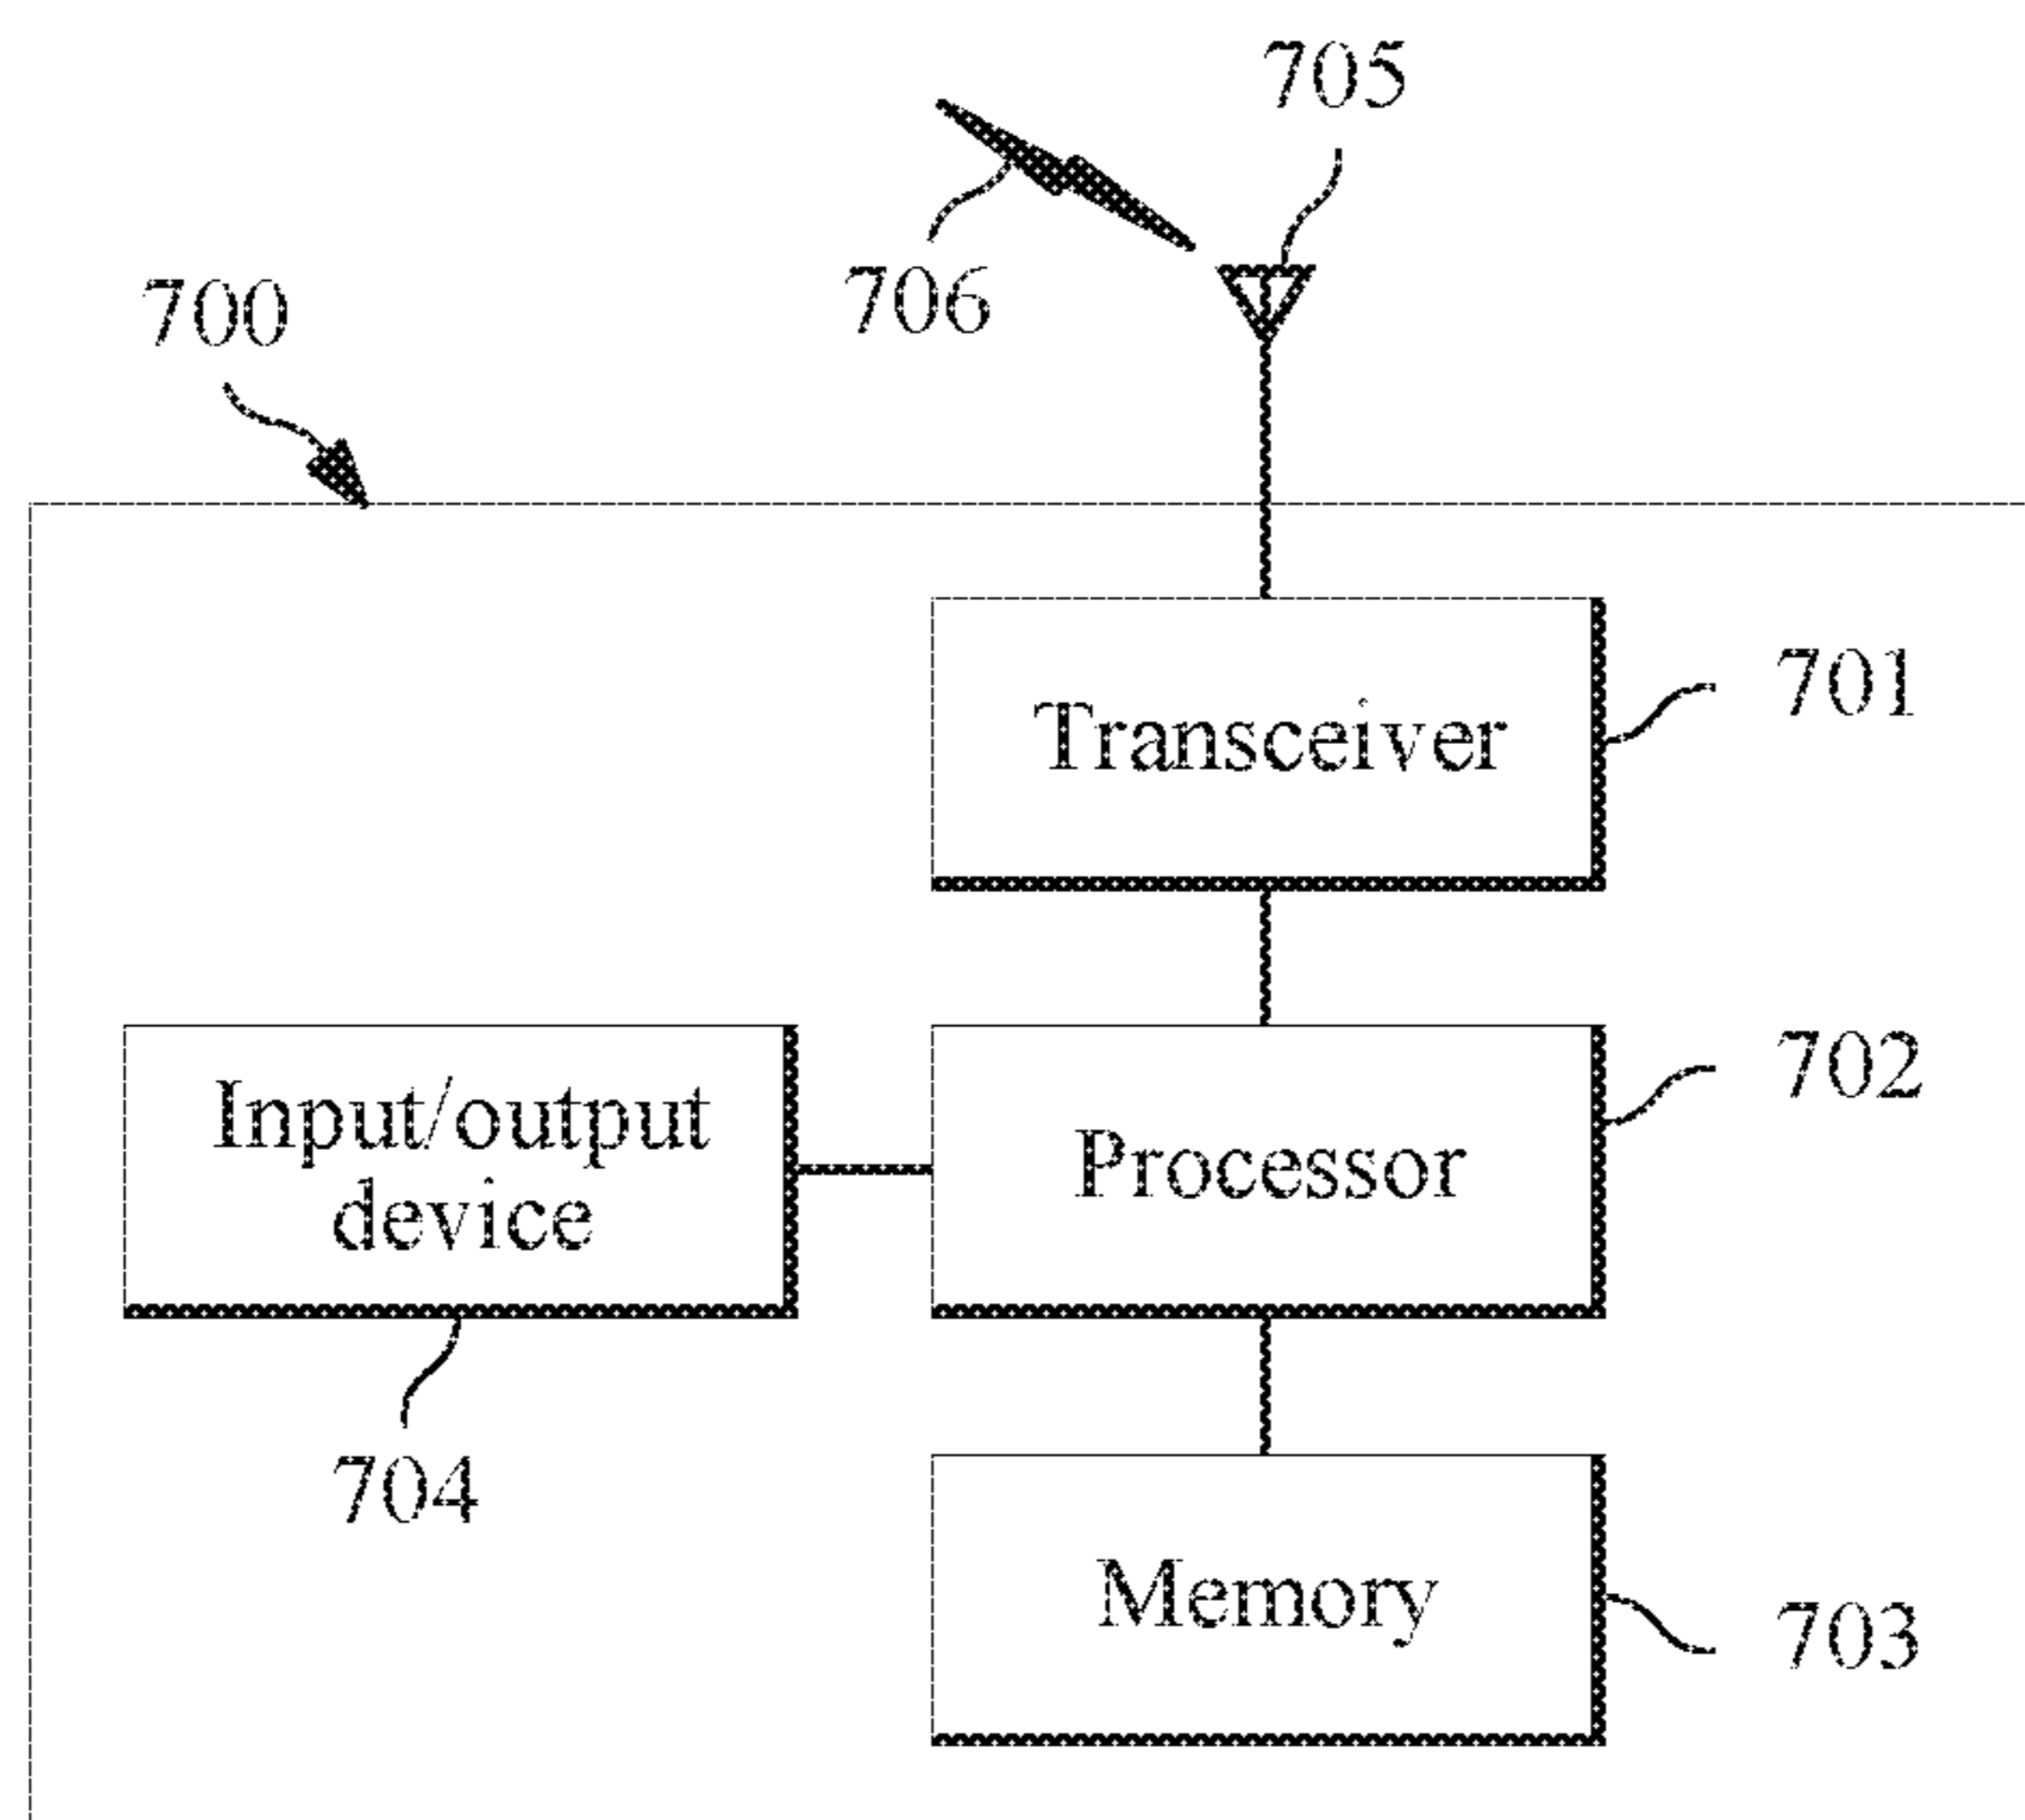 705
706
700
Transceiver
701
Input/output
device
Processor
702
704
Memory
703